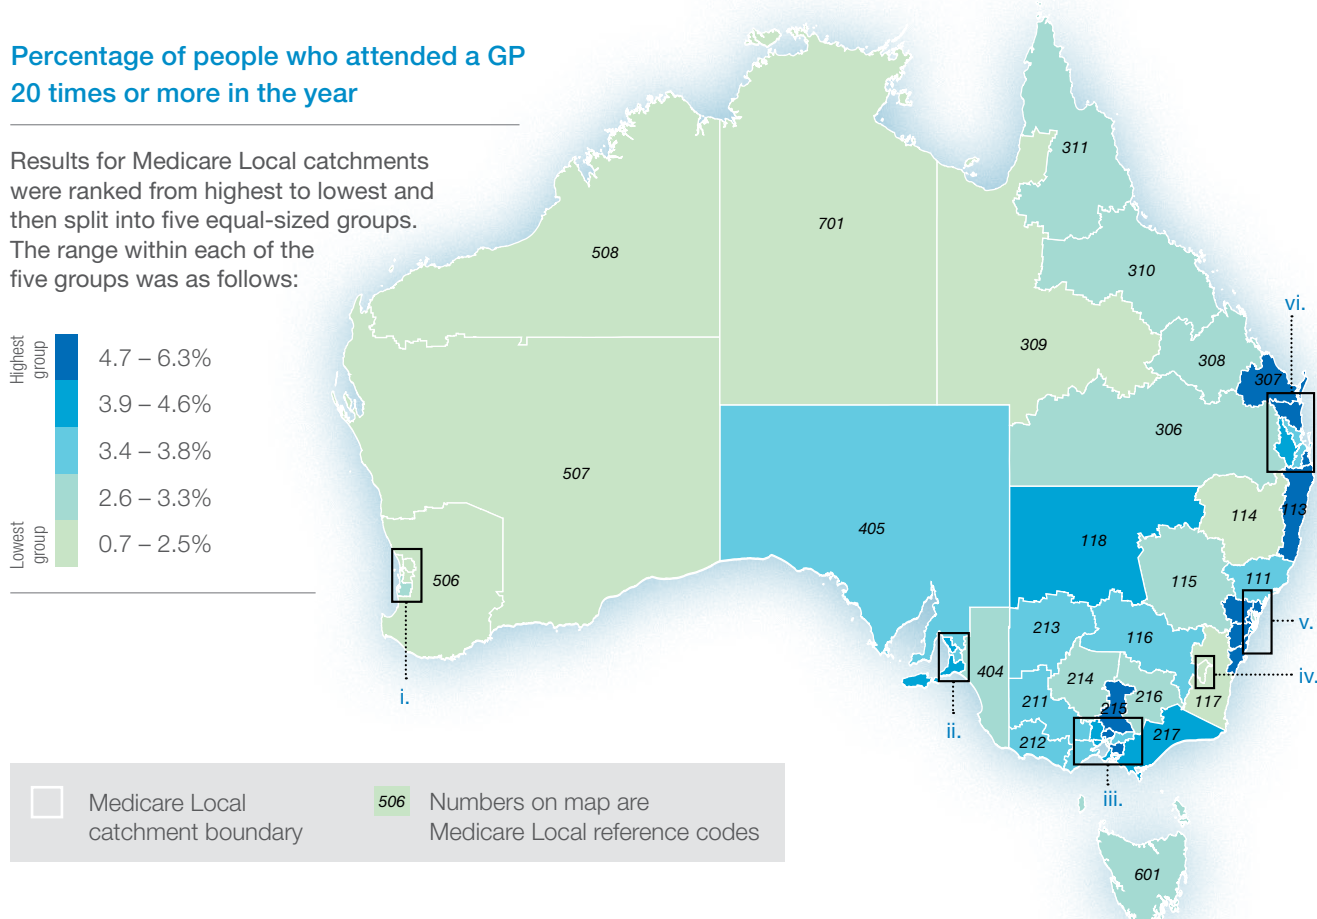 Percentage of people who attended a GP
20 times or more in the year
Results for Medicare Local catchments
were ranked from highest to lowest and
then split into five equal-sized groups.
The range within each of the
five groups was as follows:
Highest
group
4.7 – 6.3%
3.9 – 4.6%
3.4 – 3.8%
2.6 – 3.3%
0.7 – 2.5%
Lowest
group
311
701
508
310
vi.
309
308
307
306
507
114
113
405
118
506
115
111
213
116
v.
404
214
i.
211
216
117
iv.
215
ii.
212
217
iii.
Medicare Local
catchment boundary
506
Numbers on map are
Medicare Local reference codes
601